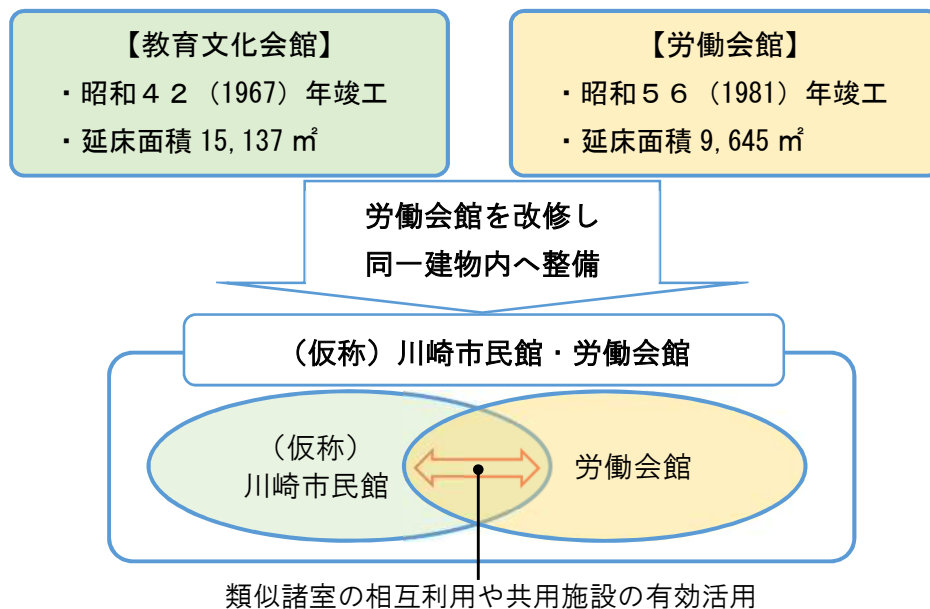 【教育文化会館】
・昭和４２（1967）年竣工
・延床面積 15,137 ㎡
【労働会館】
・昭和５６（1981）年竣工
・延床面積 9,645 ㎡
労働会館を改修し
同一建物内へ整備
（仮称）川崎市民館・労働会館
（仮称）
川崎市民館
労働会館
類似諸室の相互利用や共用施設の有効活用